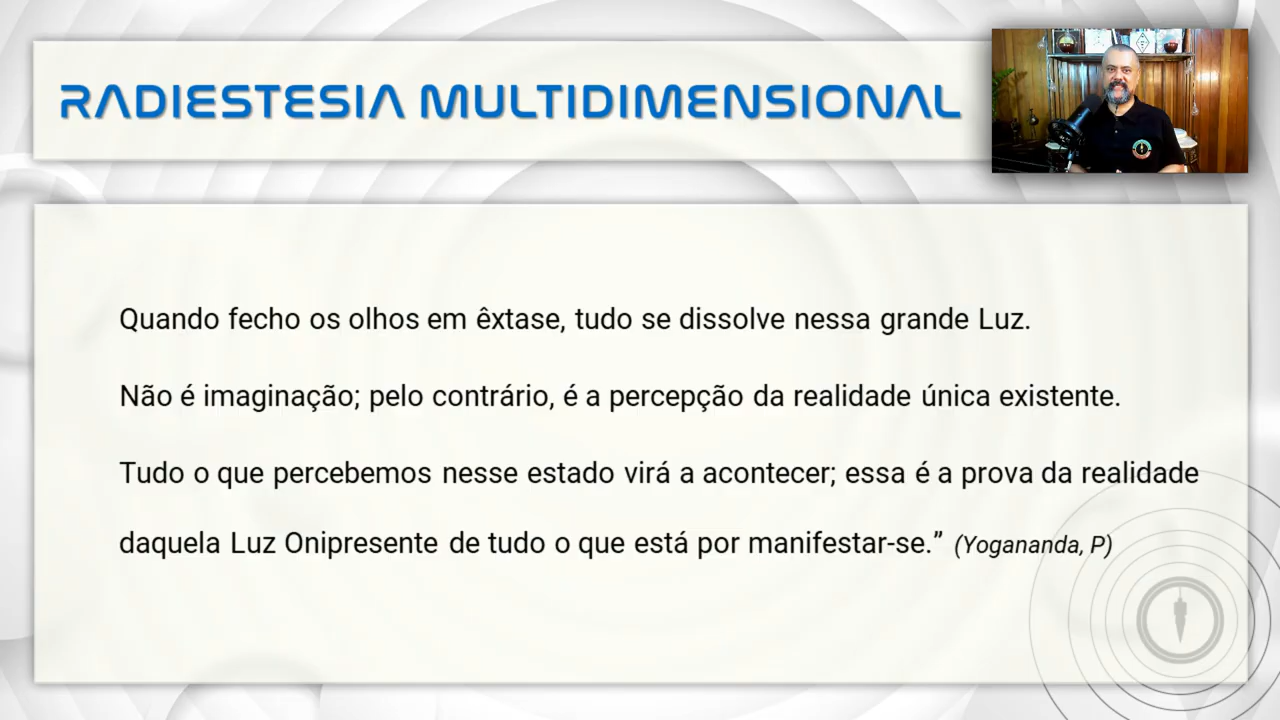 RADIESTESIA MULTIDIMENSIONAL
Quando fecho os olhos em êxtase, tudo se dissolve nessa grande Luz.
Não é imaginação; pelo contrário, é a percepção da realidade única existente.
Tudo o que percebemos nesse estado virá a acontecer; essa é a prova da realidade
daquela Luz Onipresente de tudo o que está por manifestar-se.” (Yogananda, P)